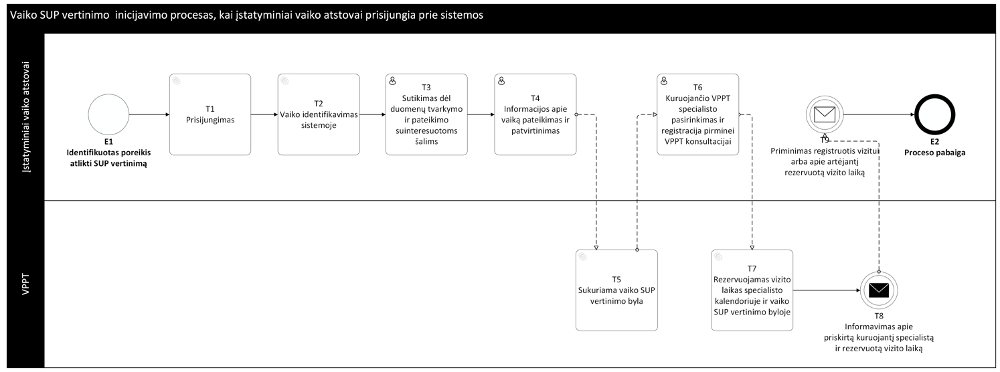 Vaiko SUP vertinimo  inicijavimo procesas, kai įstatyminiai vaiko atstovai prisijungia prie sistemos
Įstatyminiai vaiko atstovai
E1
Identifikuotas poreikis
atlikti SUP vertinimą
T1
Prisijungimas
T2
Vaiko identifikavimas
sistemoje
T3
Sutikimas dėl
duomenų tvarkymo
ir pateikimo
suinteresuotoms
šalims
T4
Informacijos apie
vaiką pateikimas ir
patvirtinimas
T6
Kuruojančio VPPT
specialisto
pasirinkimas ir
registracija pirminei
VPPT konsultacijai
T9
Priminimas registruotis vizitui
arba apie artėjantį
rezervuotą vizito laiką
E2
Proceso pabaiga
VPPT
T5
Sukuriama vaiko SUP
vertinimo byla
T7
Rezervuojamas vizito
laikas specialisto
kalendoriuje ir vaiko
SUP vertinimo byloje
T8
Informavimas apie
priskirtą kuruojantį specialistą
ir rezervuotą vizito laiką